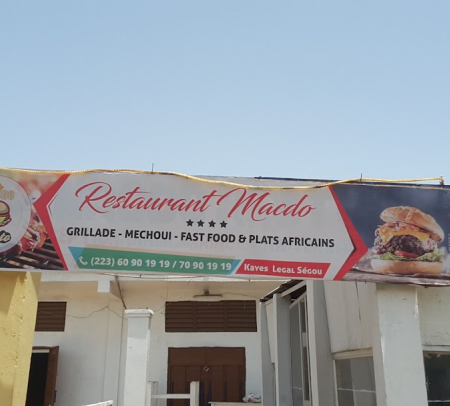 Restaurant Macdo
GRILLADE - MECHOUI - FAST FOOD & PLATS AFRICAINS
(223) 60 90 19 19 / 70 90 19 19
Kayes Legal Ségou